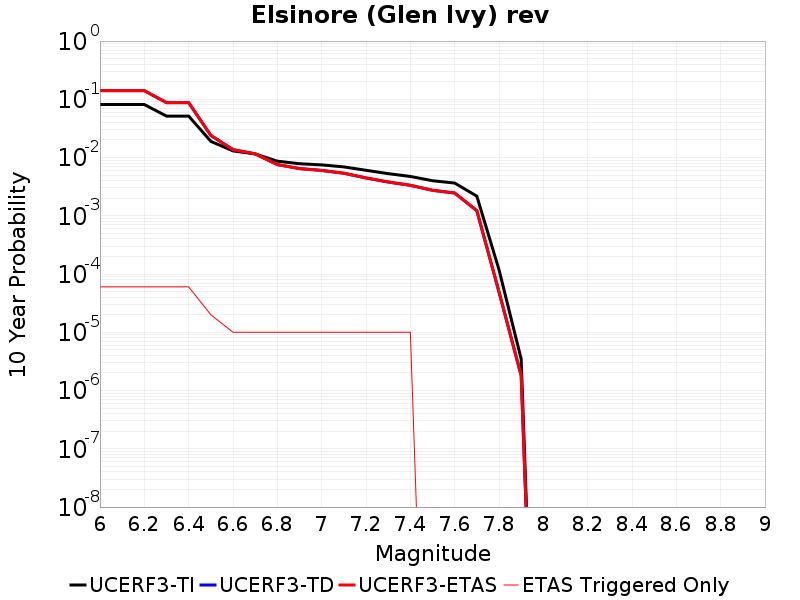 Elsinore (Glen Ivy) rev
10 Year Probability
10^0
10^-1
10^-2
10^-3
10^-4
10^-5
10^-6
10^-7
10^-8
6 6.2 6.4 6.6 6.8 7 7.2 7.4 7.6 7.8 8 8.2 8.4 8.6 8.8 9
Magnitude
UCERF3-TI UCERF3-TD UCERF3-ETAS ETAS Triggered Only